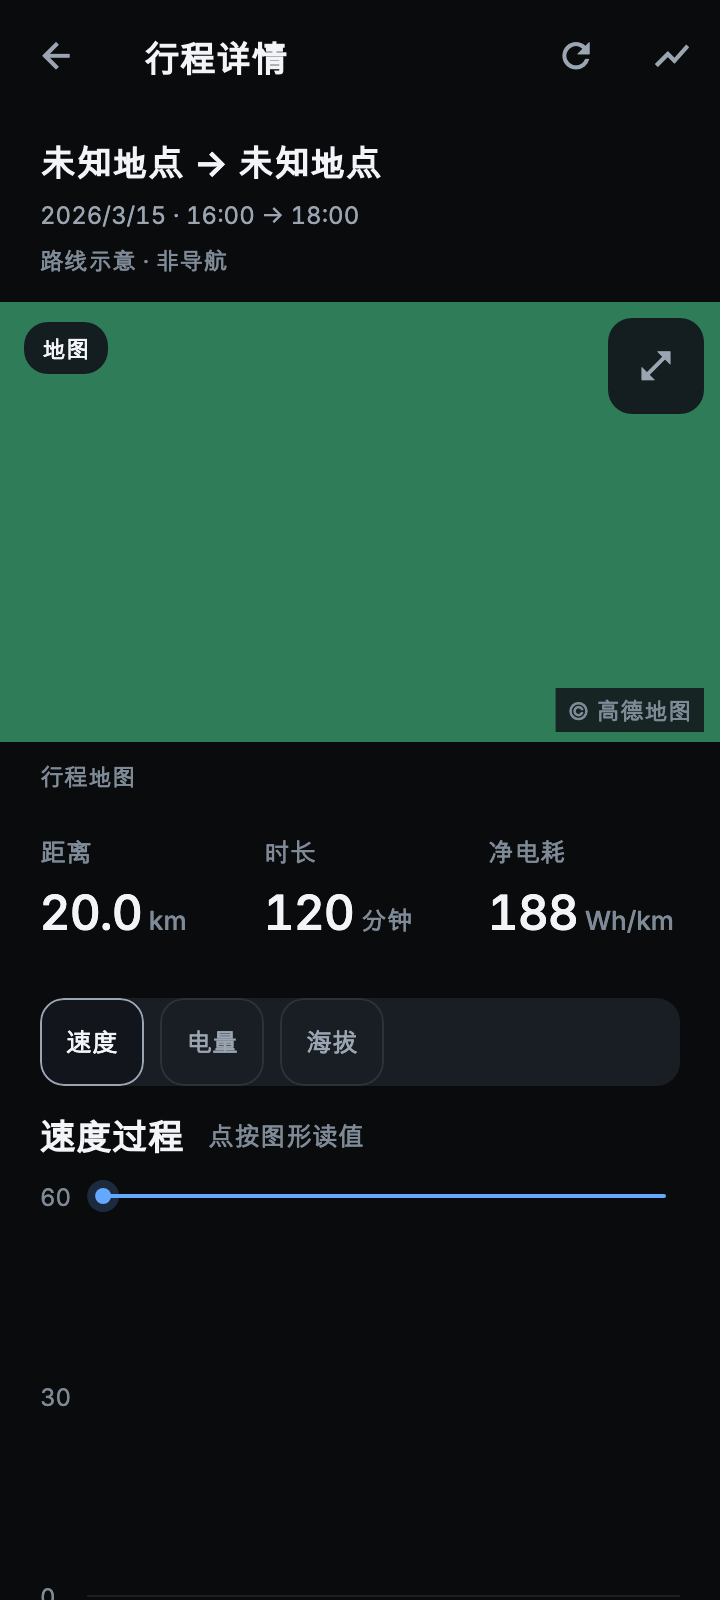 行程详情
未知地点 → 未知地点
2026/3/15 · 16:00 → 18:00
路线示意 · 非导航
地图
© 高德地图
行程地图
距离 时长 净电耗
20.0 km 120 分钟 188 Wh/km
速度 电量 海拔
速度过程 点按图形读值
60
30
0